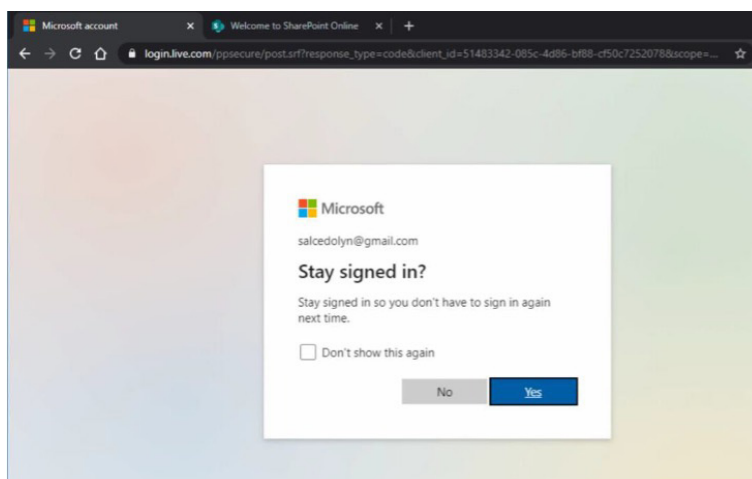 Microsoft account
Welcome to SharePoint Online
login.live.com/ppsecure/post.srf?response_type=code&client_id=51483342-085c-4d86-bf88-cf50c7252078&scope=...
Microsoft
salcedolyn@gmail.com
Stay signed in?
Stay signed in so you don't have to sign in again
next time.
Don't show this again
No
Yes